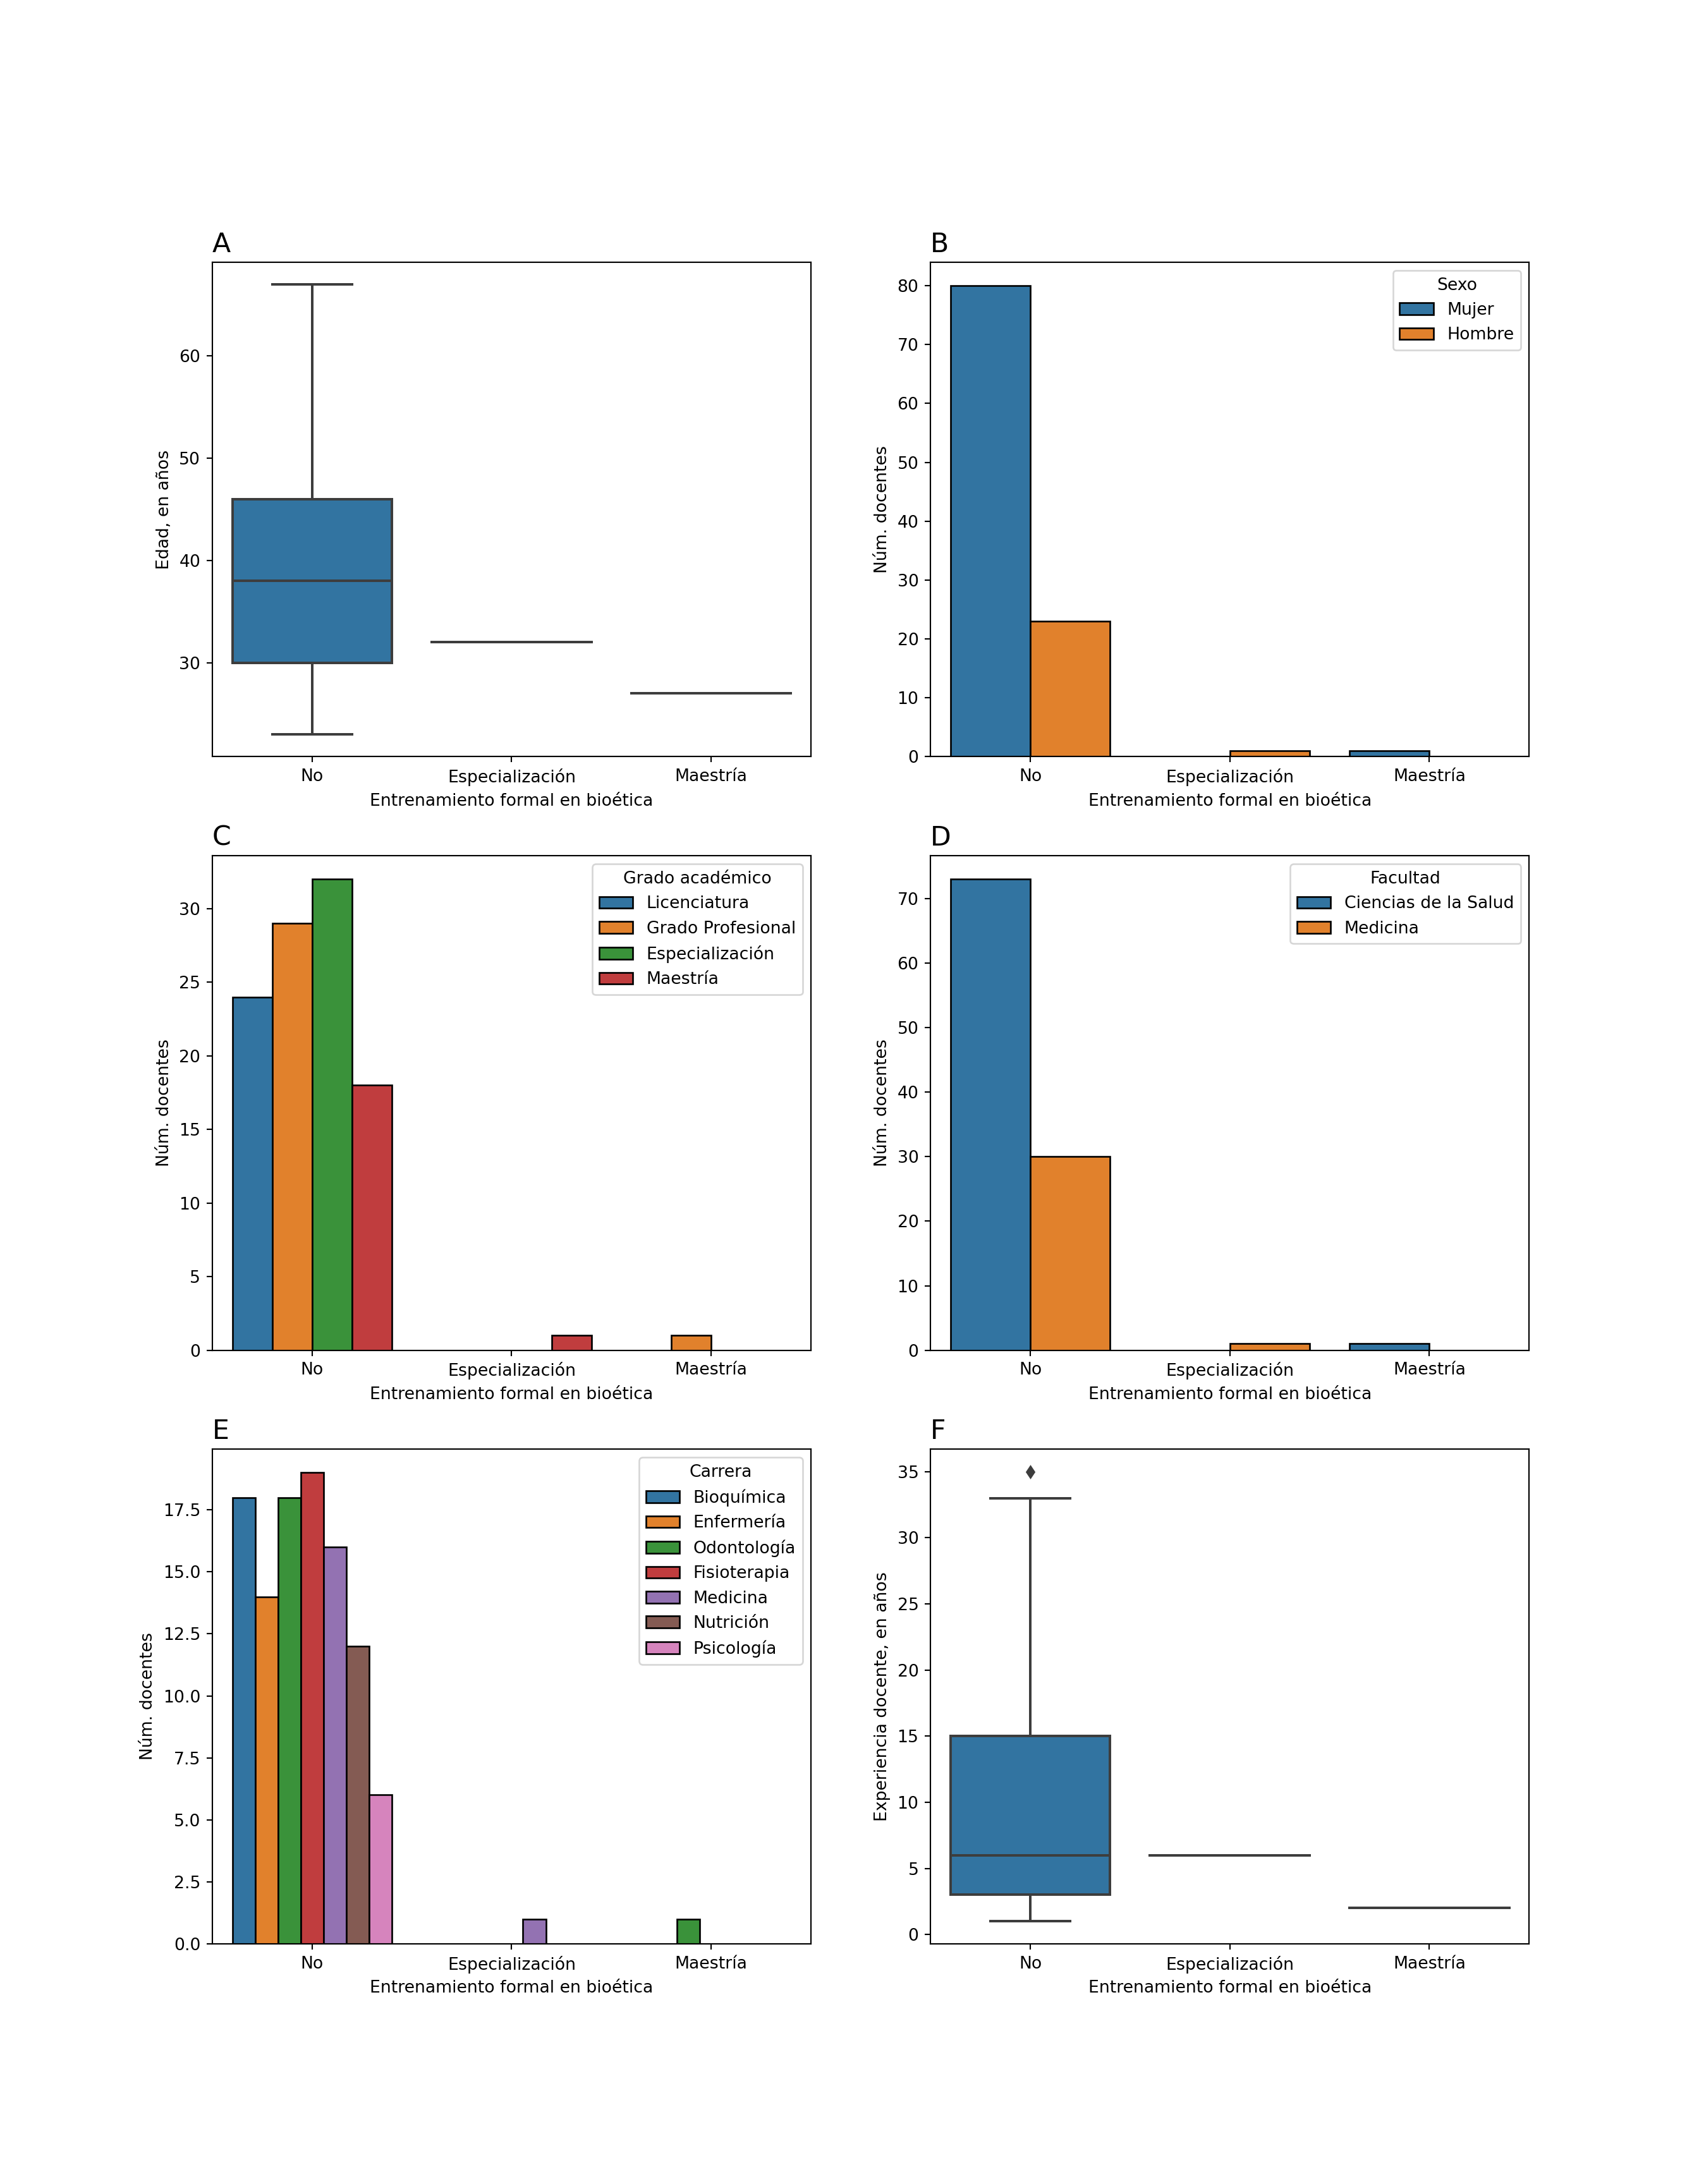 A
Edad, en años
60
50
40
30
No
Especialización
Maestría
Entrenamiento formal en bioética
B
Núm. docentes
80
70
60
50
40
30
20
10
0
Sexo
Mujer
Hombre
No
Especialización
Maestría
Entrenamiento formal en bioética
C
Núm. docentes
30
25
20
15
10
5
0
Grado académico
Licenciatura
Grado Profesional
Especialización
Maestría
No
Especialización
Maestría
Entrenamiento formal en bioética
D
Núm. docentes
70
60
50
40
30
20
10
0
Facultad
Ciencias de la Salud
Medicina
No
Especialización
Maestría
Entrenamiento formal en bioética
E
Núm. docentes
17.5
15.0
12.5
10.0
7.5
5.0
2.5
0.0
Carrera
Bioquímica
Enfermería
Odontología
Fisioterapia
Medicina
Nutrición
Psicología
No
Especialización
Maestría
Entrenamiento formal en bioética
F
Experiencia docente, en años
35
30
25
20
15
10
5
0
No
Especialización
Maestría
Entrenamiento formal en bioética